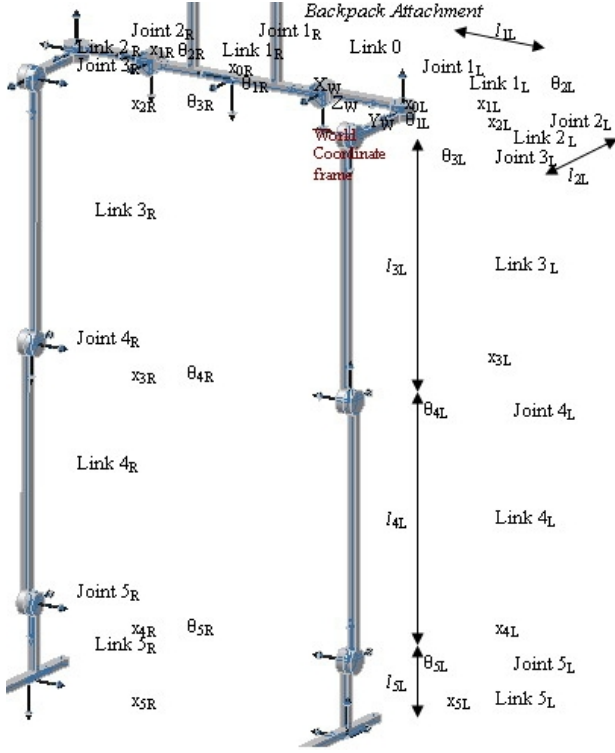 Backpack Attachment
l1L
Joint 2R
Joint 1R
Link 0
Link 2R
x1R
θ2R
Link 1R
Joint 3R
x0R
θ1R
Joint 1L
Link 1L
θ2L
XW
ZW
YW
x2R
θ3R
x0L
θ1L
x1L
x2L
Joint 2L
Link 2L
World
Coordinate
frame
θ3L
Joint 3L
l2L
Link 3R
l3L
Link 3L
Joint 4R
x3L
x3R
θ4R
θ4L
Joint 4L
Link 4R
l4L
Link 4L
Joint 5R
x4R
θ5R
x4L
Link 5R
θ5L
Joint 5L
l5L
x5R
x5L
Link 5L